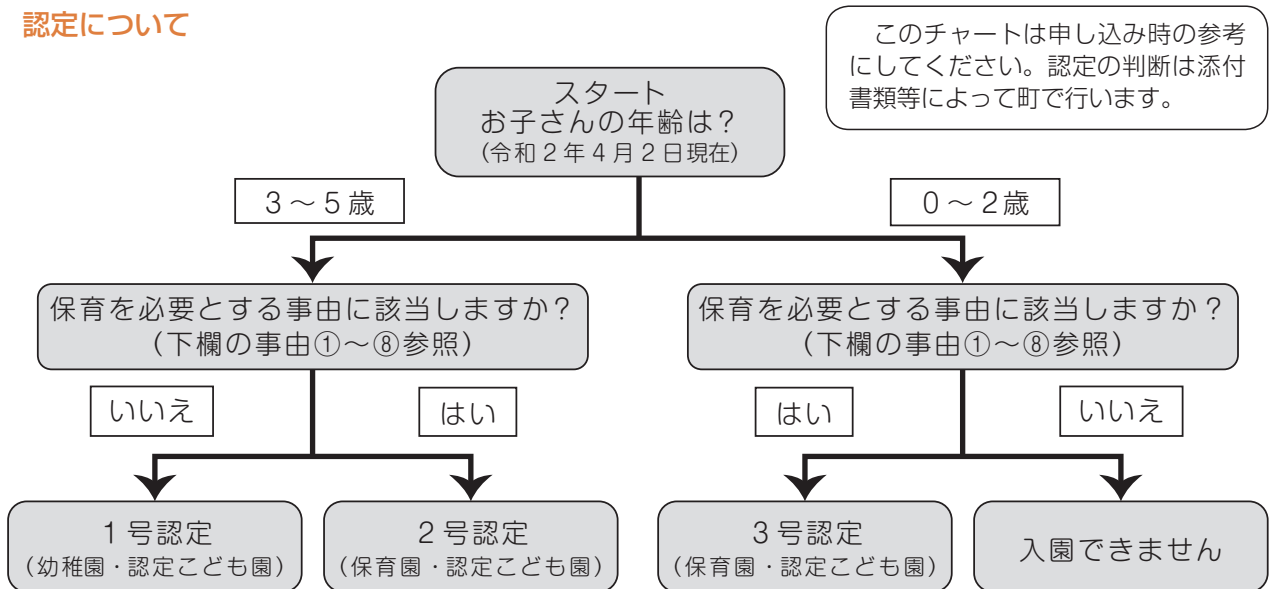 認定について
このチャートは申し込み時の参考
にしてください。認定の判断は添付
書類等によって町で行います。
スタート
お子さんの年齢は？
(令和２年４月２日現在)
３～５歳
０～２歳
保育を必要とする事由に該当しますか？
（下欄の事由①～⑧参照）
保育を必要とする事由に該当しますか？
（下欄の事由①～⑧参照）
いいえ
はい
はい
いいえ
１号認定
（幼稚園・認定こども園）
２号認定
（保育園・認定こども園）
３号認定
（保育園・認定こども園）
入園できません